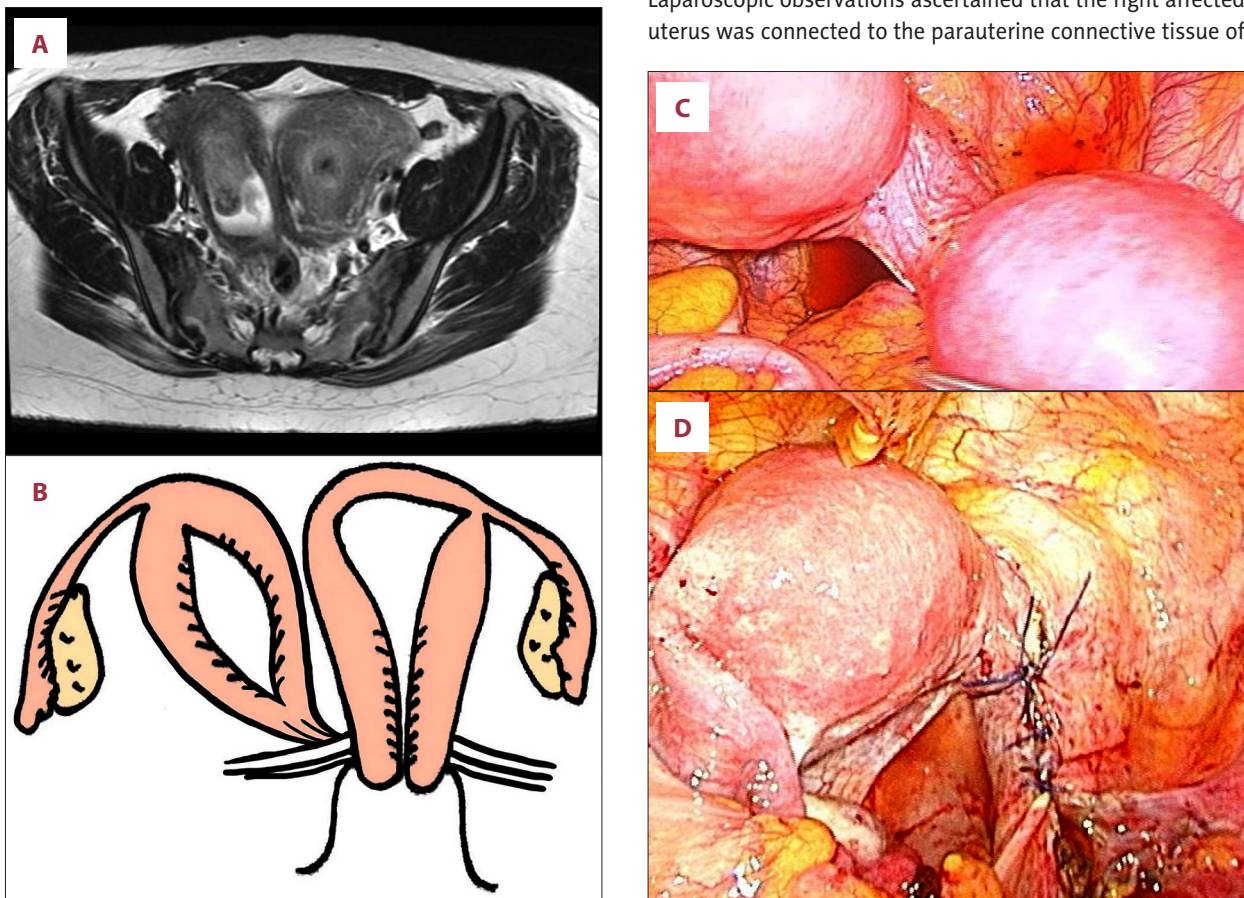 Laparoscopic observations ascertained that the right affected
uterus was connected to the parauterine connective tissue of
A
B
C
D